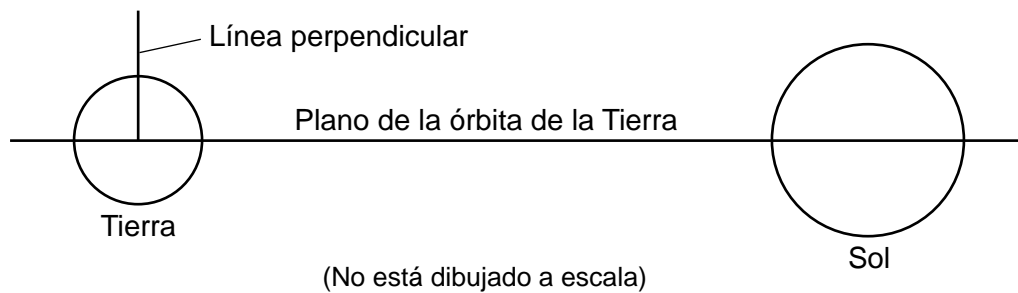 Línea perpendicular
Plano de la órbita de la Tierra
Tierra
Sol
(No está dibujado a escala)